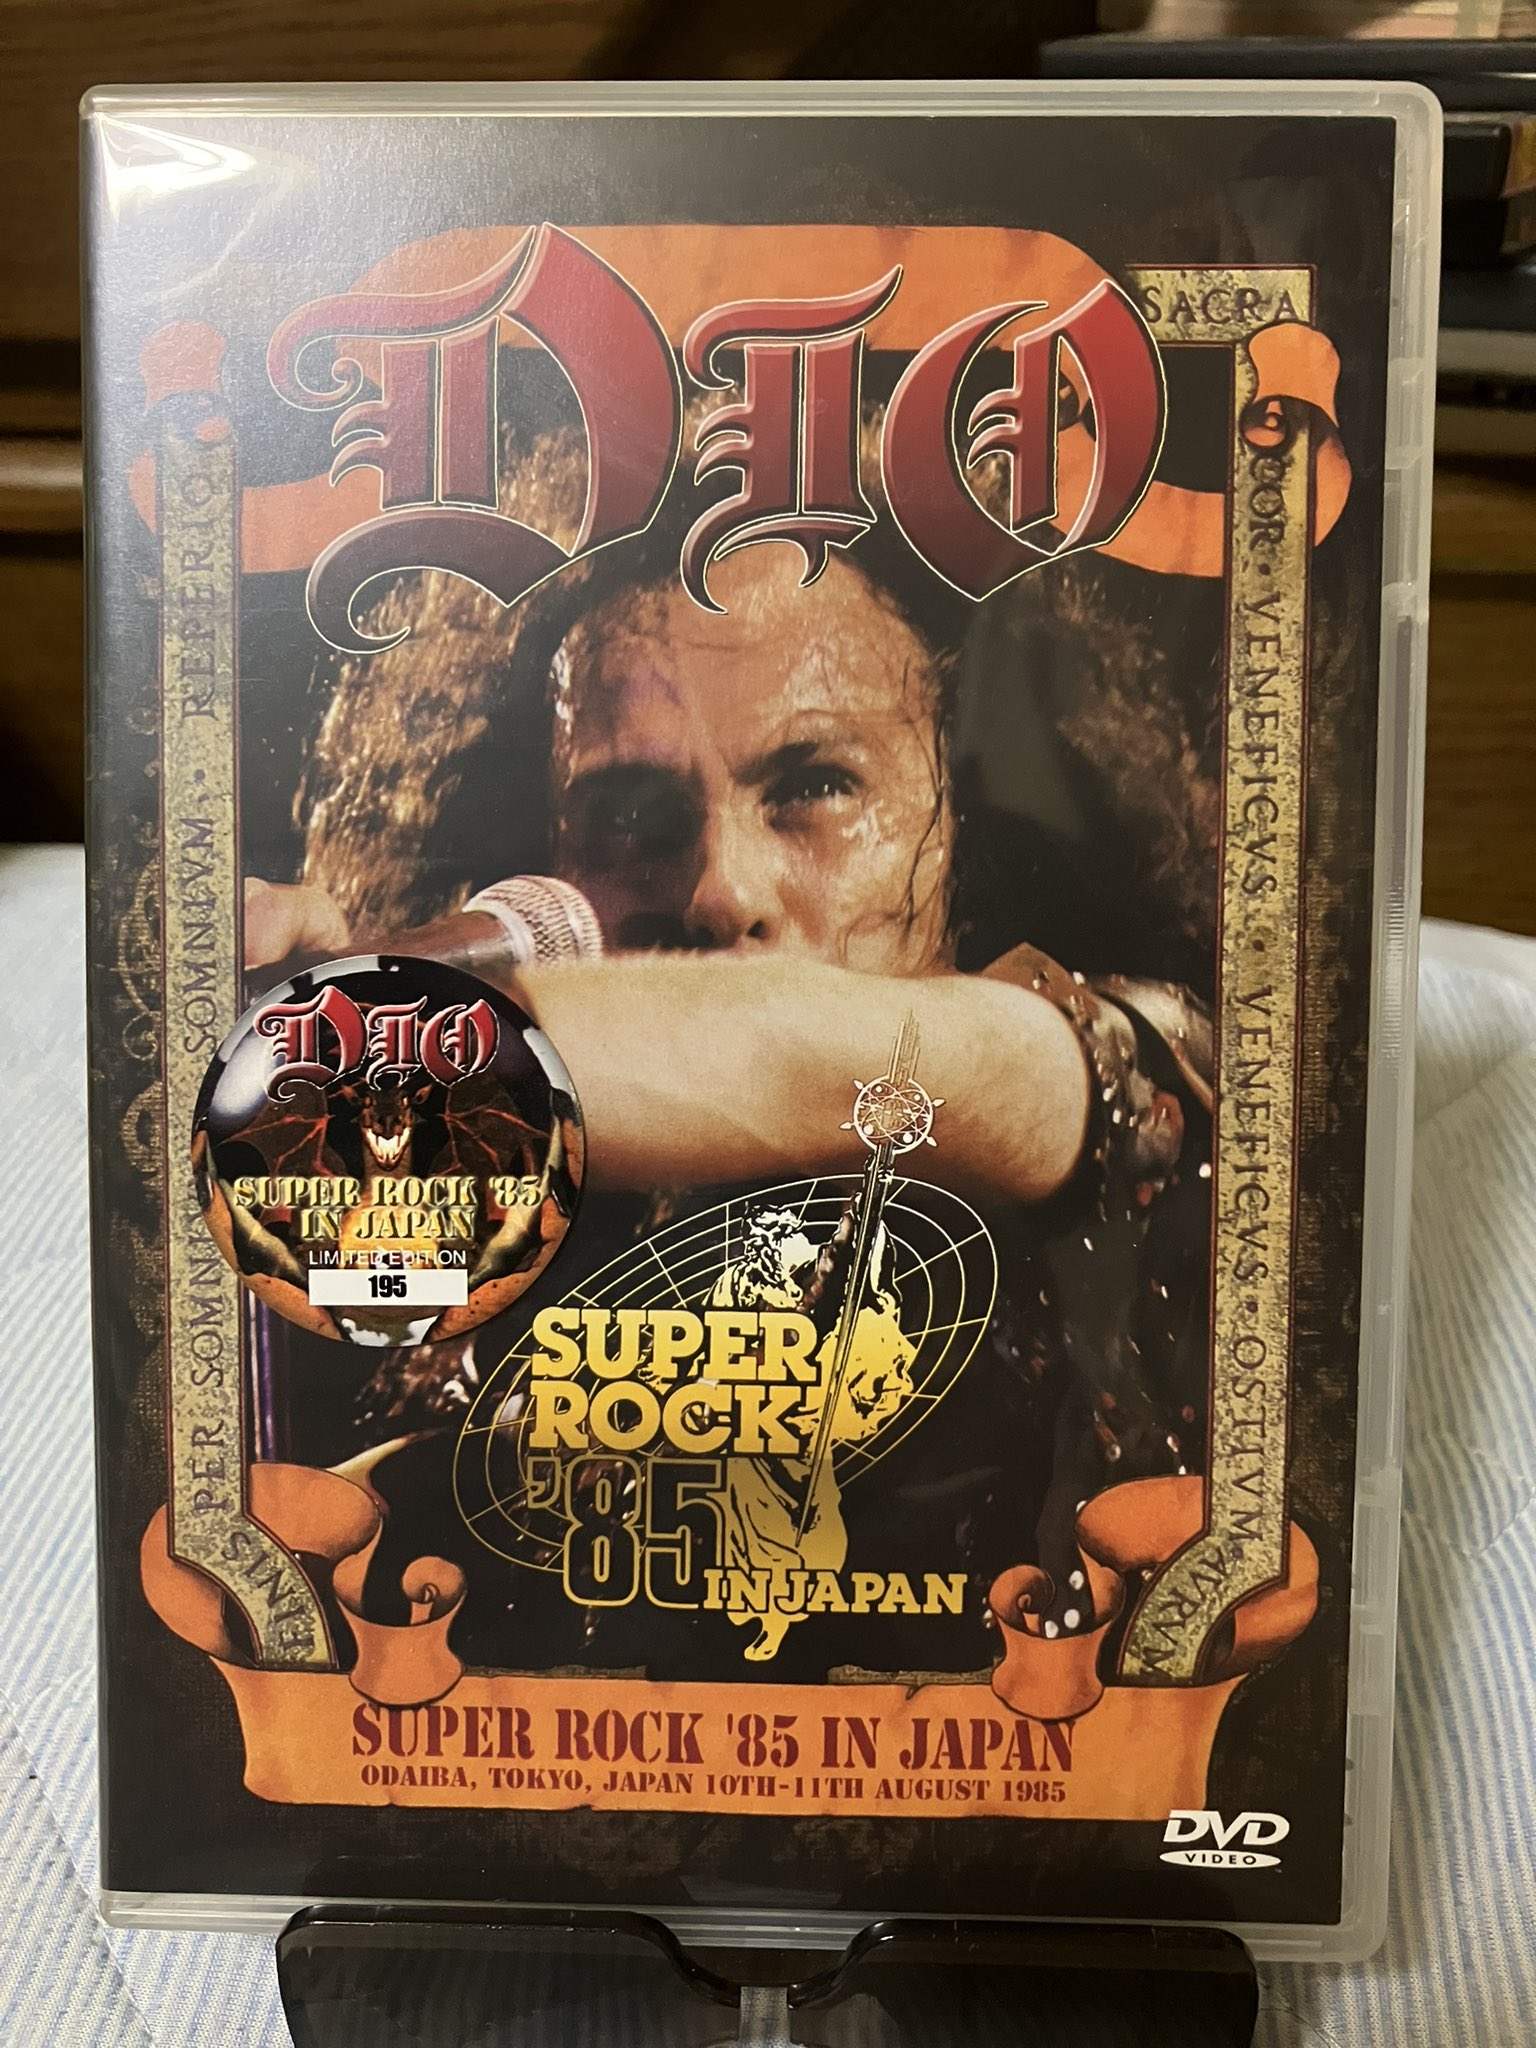 DIO
SACRA
COR · VENEFICVS · VENEFICVS · OSTIVM · AVRVM
FINIS PER SOMNIVM · SOMNIVM · REPERIO
DIO
SUPER ROCK '85
IN JAPAN
LIMITED EDITION
195
SUPER
ROCK
'85
IN JAPAN
SUPER ROCK '85 IN JAPAN
ODAIBA, TOKYO, JAPAN 10TH-11TH AUGUST 1985
DVD
VIDEO